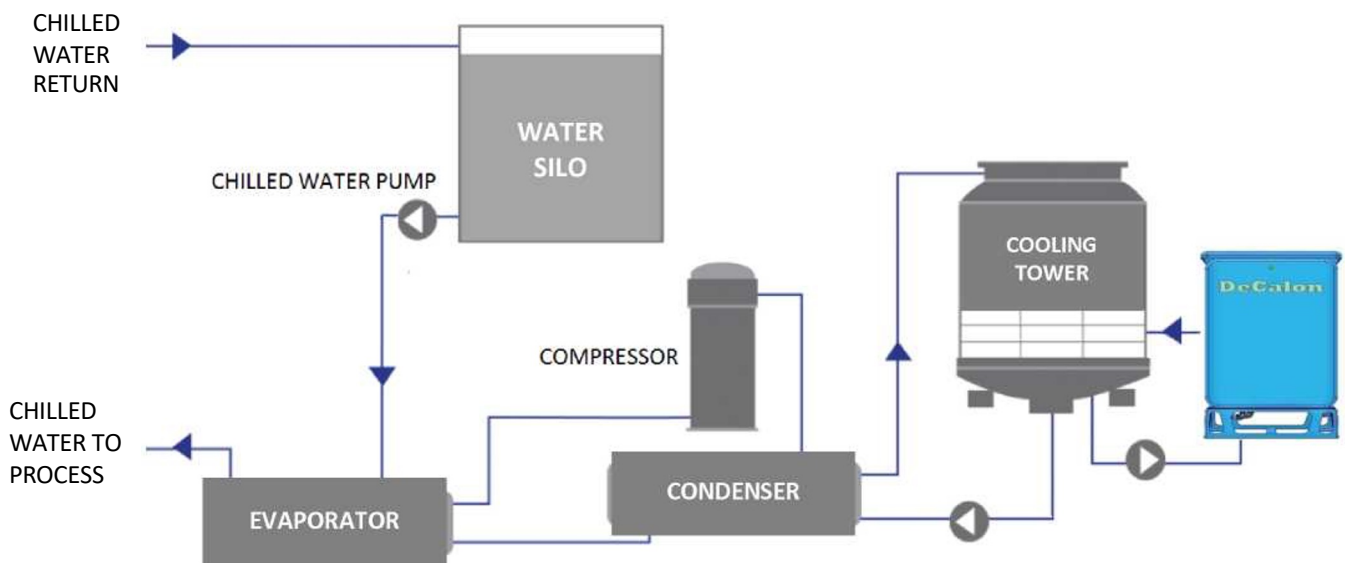 CHILLED
WATER
RETURN
WATER
SILO
CHILLED WATER PUMP
COOLING
TOWER
DeCalon
COMPRESSOR
CHILLED
WATER TO
PROCESS
CONDENSER
EVAPORATOR